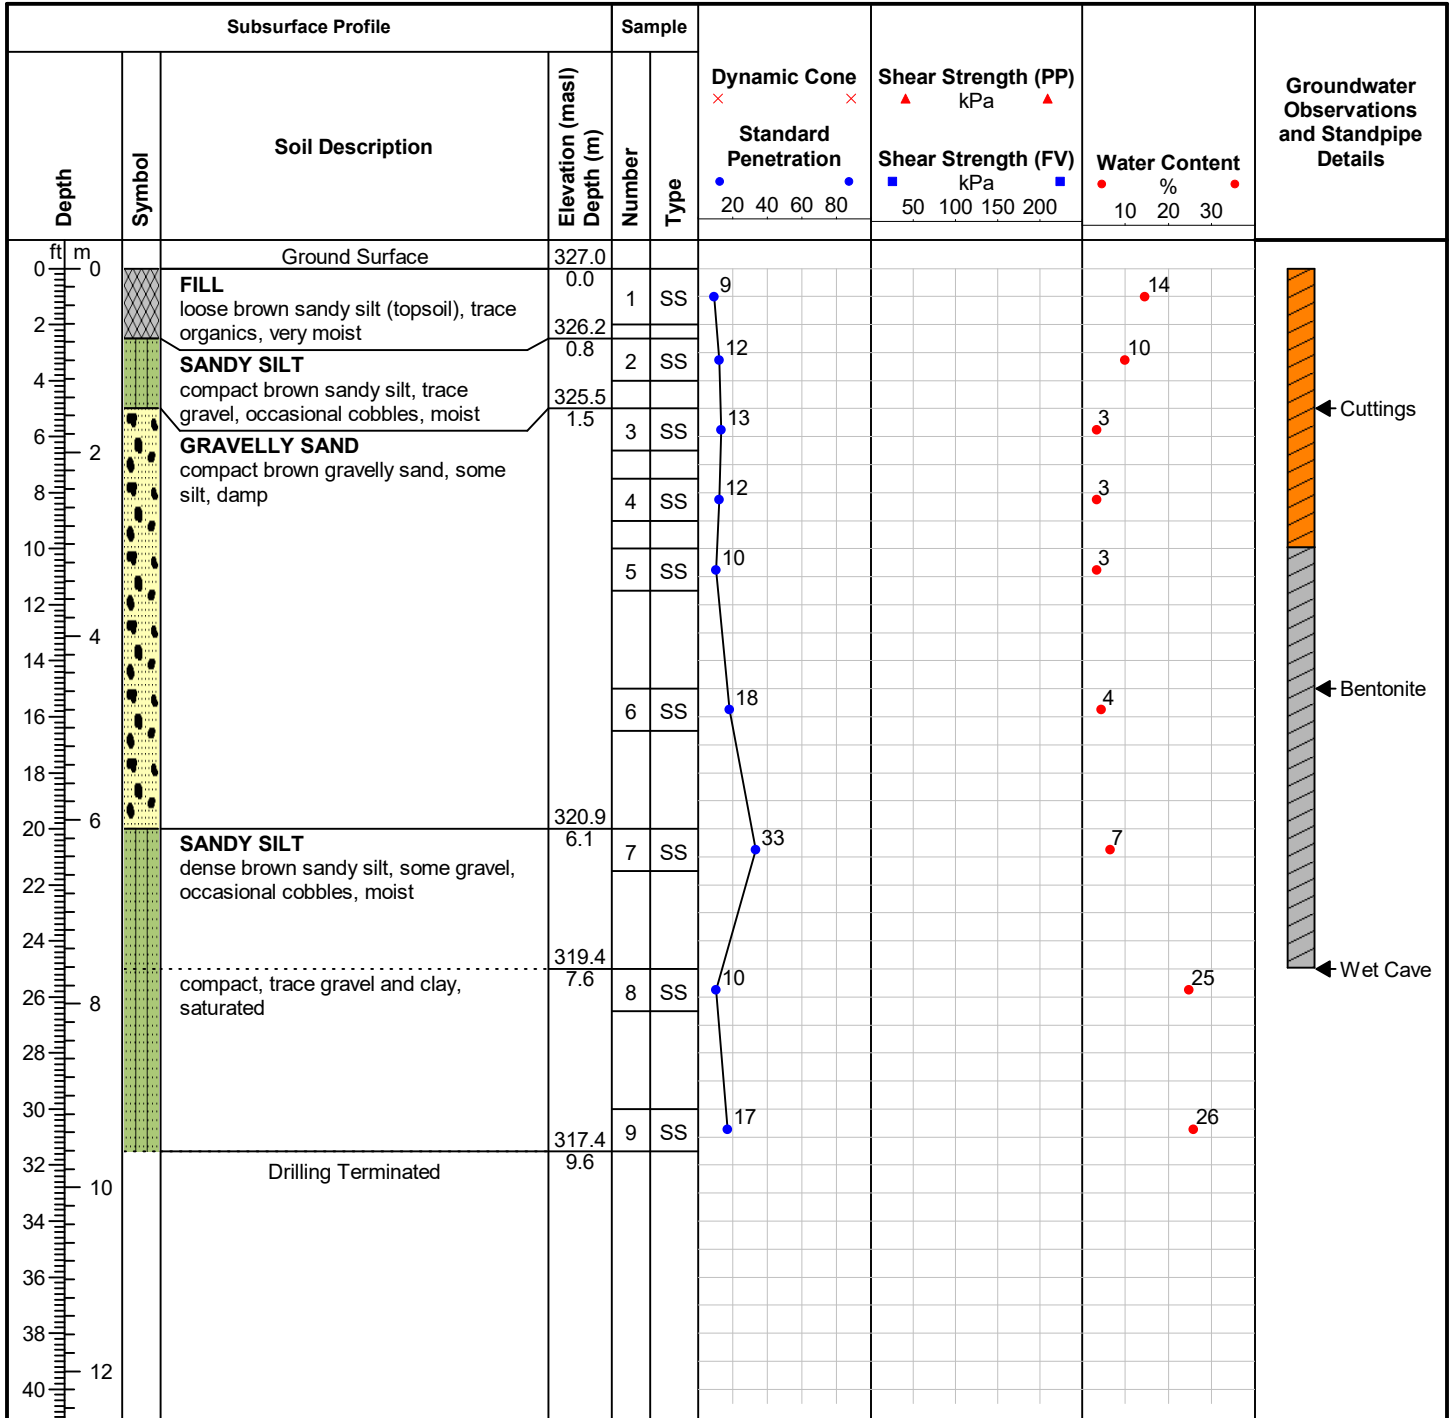 Subsurface Profile
Sample
Depth
Symbol
Soil Description
Elevation (masl)
Depth (m)
Number
Type
Dynamic Cone
Standard
Penetration
20 40 60 80
Shear Strength (PP)
kPa
Shear Strength (FV)
kPa
50 100 150 200
Water Content
%
10 20 30
Groundwater
Observations
and Standpipe
Details
ft m
Ground Surface
327.0
0 0
0.0
FILL
loose brown sandy silt (topsoil), trace
organics, very moist
1 SS
9
14
2
326.2
0.8
SANDY SILT
compact brown sandy silt, trace
gravel, occasional cobbles, moist
2 SS
12
10
4
325.5
1.5
Cuttings
GRAVELLY SAND
compact brown gravelly sand, some
silt, damp
3 SS
13
3
6
2
8
4 SS
12
3
10
5 SS
10
3
12
4
14
Bentonite
6 SS
18
4
16
18
6
320.9
20
6.1
SANDY SILT
dense brown sandy silt, some gravel,
occasional cobbles, moist
7 SS
33
7
22
24
319.4
7.6
Wet Cave
compact, trace gravel and clay,
saturated
8 SS
10
25
26
8
28
30
9 SS
17
26
317.4
9.6
32
Drilling Terminated
10
34
36
38
12
40